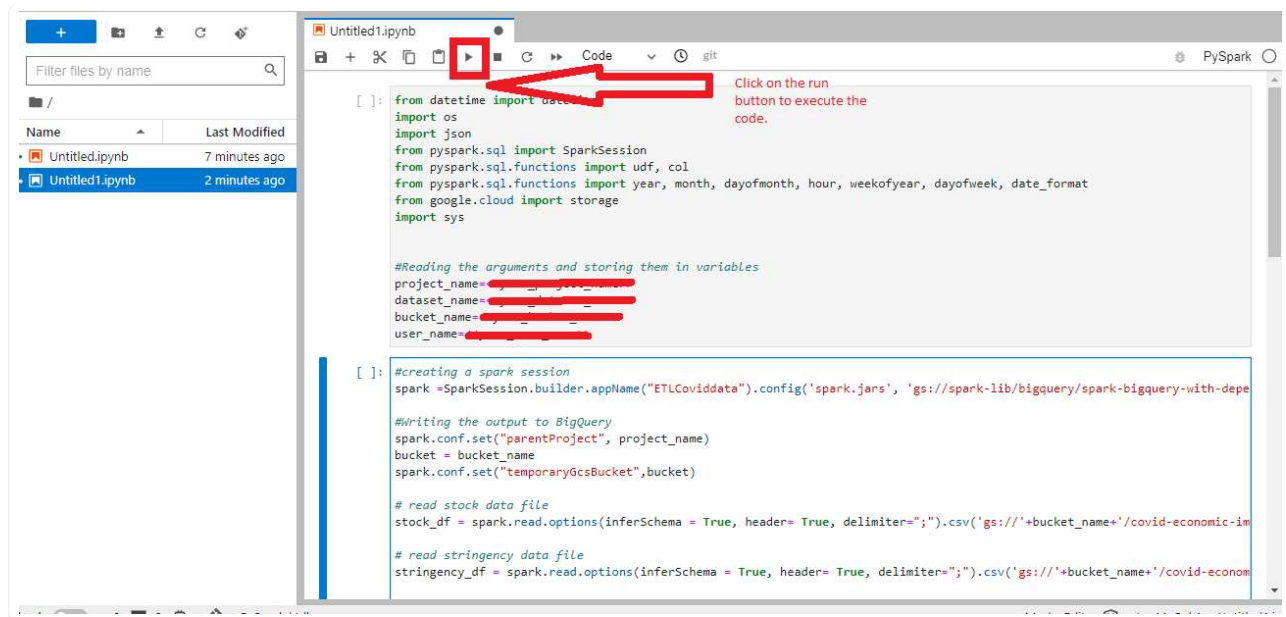 Untitled1.ipynb
Code
git
PySpark
Filter files by name
/
Name
Last Modified
Untitled.ipynb
7 minutes ago
Untitled1.ipynb
2 minutes ago
Click on the run
button to execute the
code.
[ ]:
from datetime import
import os
import json
from pyspark.sql import SparkSession
from pyspark.sql.functions import udf, col
from pyspark.sql.functions import year, month, dayofmonth, hour, weekofyear, dayofweek, date_format
from google.cloud import storage
import sys
#Reading the arguments and storing them in variables
project_name=
dataset_name=
bucket_name=
user_name=
[ ]:
#creating a spark session
spark =SparkSession.builder.appName("ETLCoviddata").config('spark.jars', 'gs://spark-lib/bigquery/spark-bigquery-with-depe
#Writing the output to BigQuery
spark.conf.set("parentProject", project_name)
bucket = bucket_name
spark.conf.set("temporaryGcsBucket",bucket)
# read stock data file
stock_df = spark.read.options(inferSchema = True, header= True, delimiter=";").csv('gs://'+bucket_name+'/covid-economic-im
# read stringency data file
stringency_df = spark.read.options(inferSchema = True, header= True, delimiter=";").csv('gs://'+bucket_name+'/covid-econom